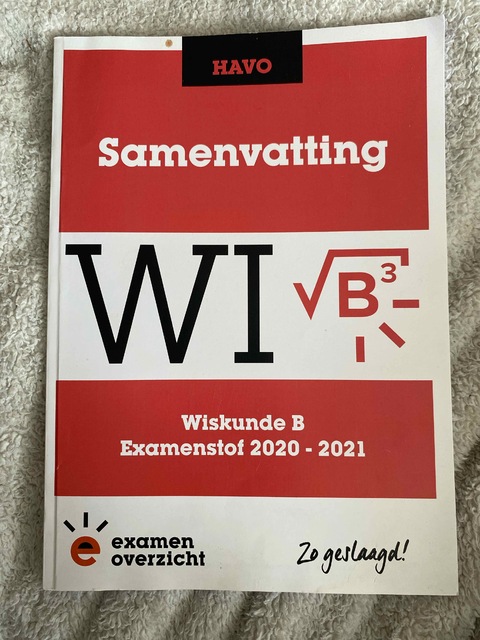 HAVO
Samenvatting
WI √B³
Wiskunde B
Examenstof 2020 - 2021
e examen
overzicht
Zo geslaagd!